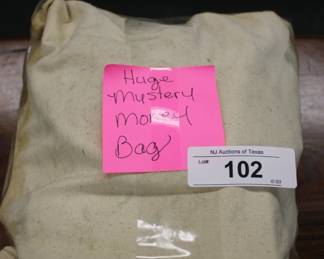 Huge
Mystery
Money
Bag
NJ Auctions of Texas
Lot#
102